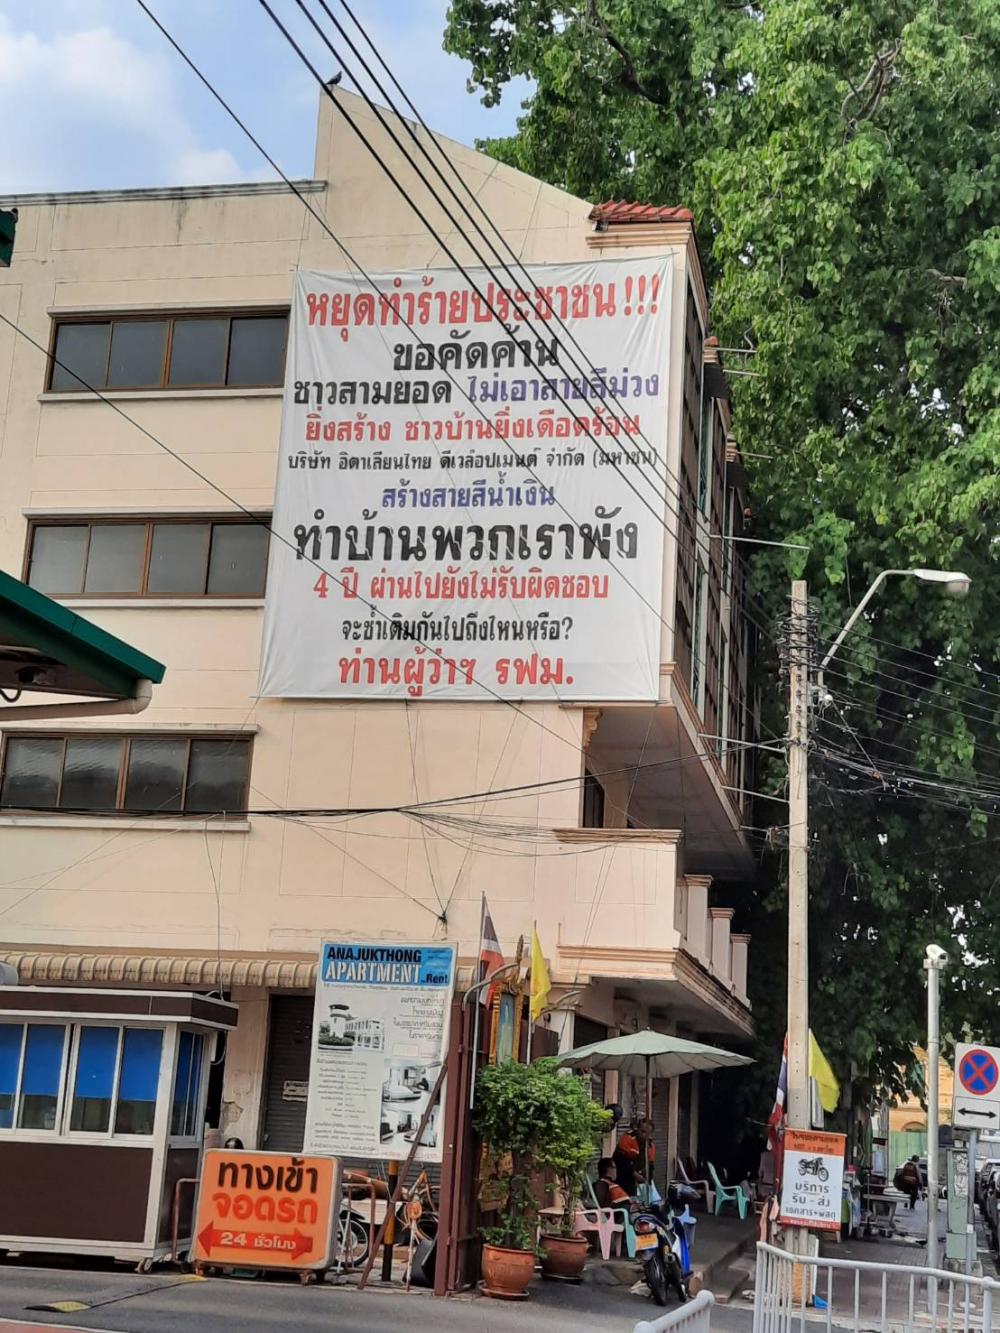 หยุดทำร้ายประชาชน!!!
ขอคัดค้าน
ชาวสามยอด ไม่เอาสายสีม่วง
ยิ่งสร้าง ชาวบ้านยิ่งเดือดร้อน
บริษัท อิตาเลียนไทย ดีเวล๊อปเมนต์ จำกัด (มหาชน)
สร้างสายสีน้ำเงิน
ทำบ้านพวกเราพัง
4 ปี ผ่านไปยังไม่รับผิดชอบ
จะซ้ำเติมกันไปถึงไหนหรือ?
ท่านผู้ว่าฯ รฟม.
ANAJUKTHONG
APARTMENT
Rent
ทางเข้า
จอดรถ
24 ชั่วโมง
บริการ
รับ - ส่ง
เอกสาร+พัสดุ